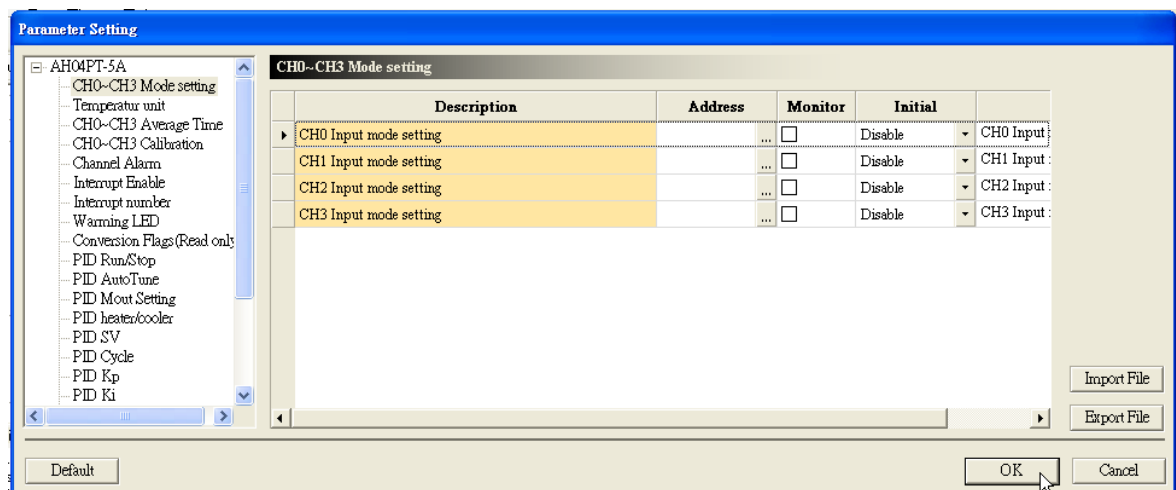 Parameter Setting
AH04PT-5A
CH0~CH3 Mode setting
Temperatur unit
CH0~CH3 Average Time
CH0~CH3 Calibration
Channel Alarm
Interrupt Enable
Interrupt number
Warning LED
Conversion Flags(Read only
PID Run/Stop
PID AutoTune
PID Mout Setting
PID heater/cooler
PID SV
PID Cycle
PID Kp
PID Ki
CH0~CH3 Mode setting
Description Address Monitor Initial
CH0 Input mode setting ... Disable CH0 Input :
CH1 Input mode setting ... Disable CH1 Input :
CH2 Input mode setting ... Disable CH2 Input :
CH3 Input mode setting ... Disable CH3 Input :
Import File
Export File
Default OK Cancel